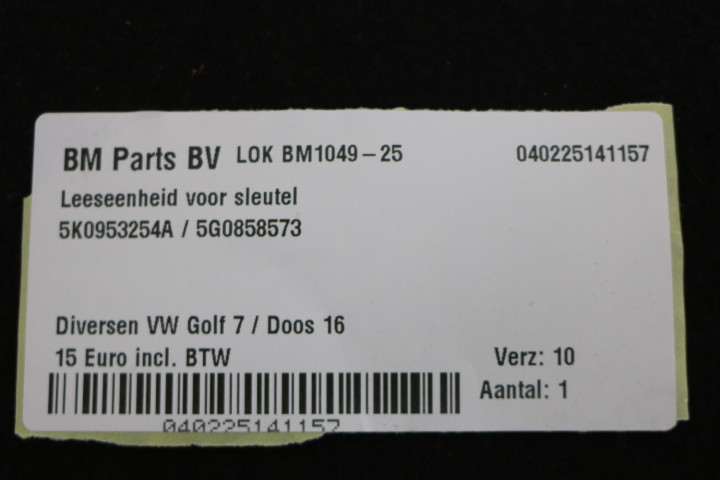 BM Parts BV LOK BM1049-25 040225141157
Leeseenheid voor sleutel
5K0953254A / 5G0858573
Diversen VW Golf 7 / Doos 16
15 Euro incl. BTW Verz: 10
Aantal: 1
040225141157